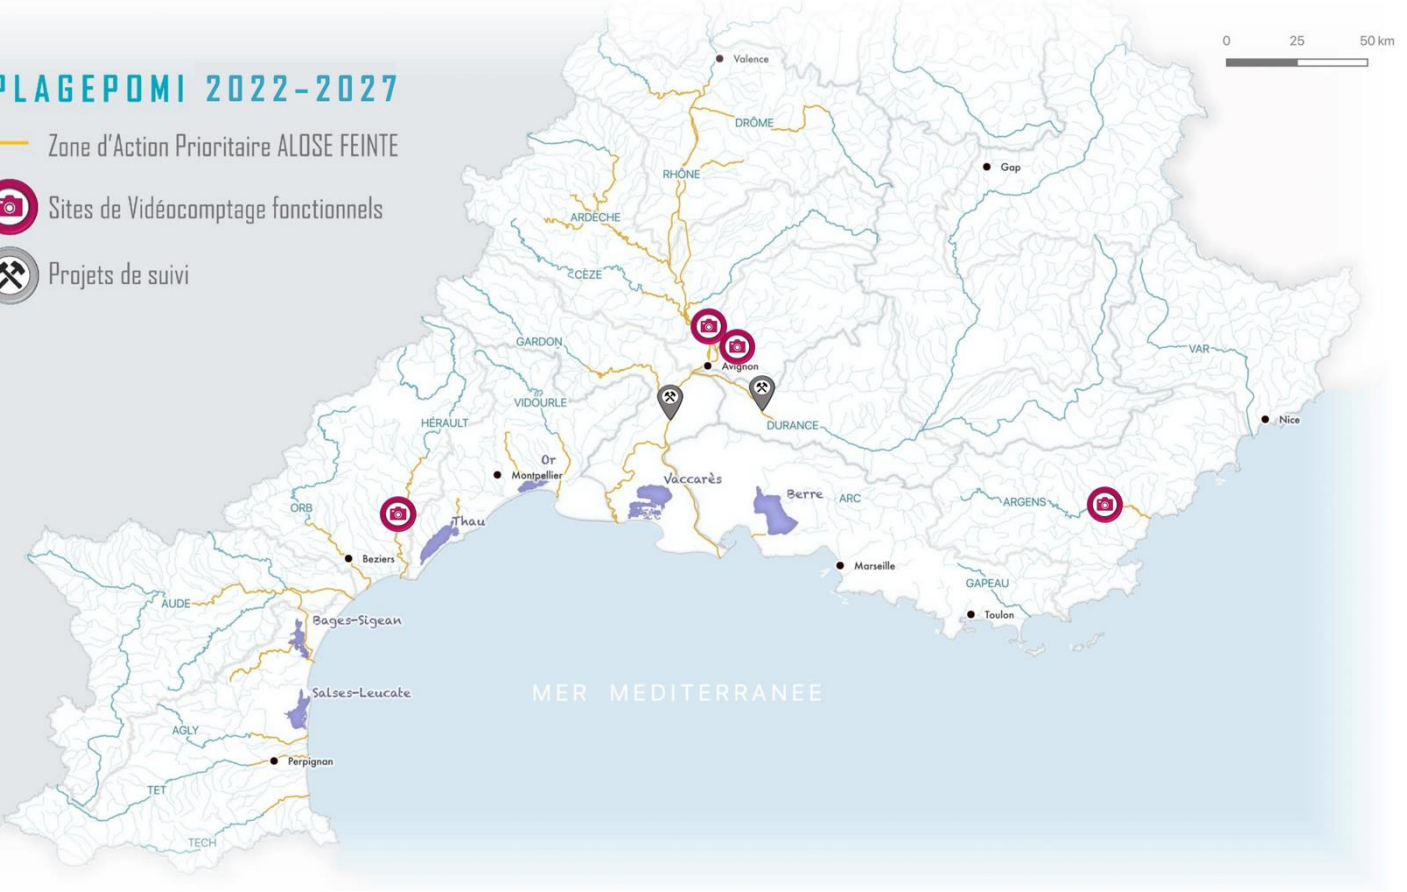 0 25 50 km
PLAGEPOMI 2022-2027
Zone d'Action Prioritaire ALOSE FEINTE
Sites de Vidéocomptage fonctionnels
Projets de suivi
Valence
DRÔME
Gap
RHÔNE
ARDÈCHE
CÈZE
GARDON
VAR
Avignon
VIDOURLE
HÉRAULT
DURANCE
Nice
Or
Montpellier
Vaccarès
Berre
ARC
ARGENS
ORB
Thau
Beziers
Marseille
GAPEAU
AUDE
Toulon
Bages-Sigean
Salses-Leucate
MER MEDITERRANEE
AGLY
Perpignan
TET
TECH